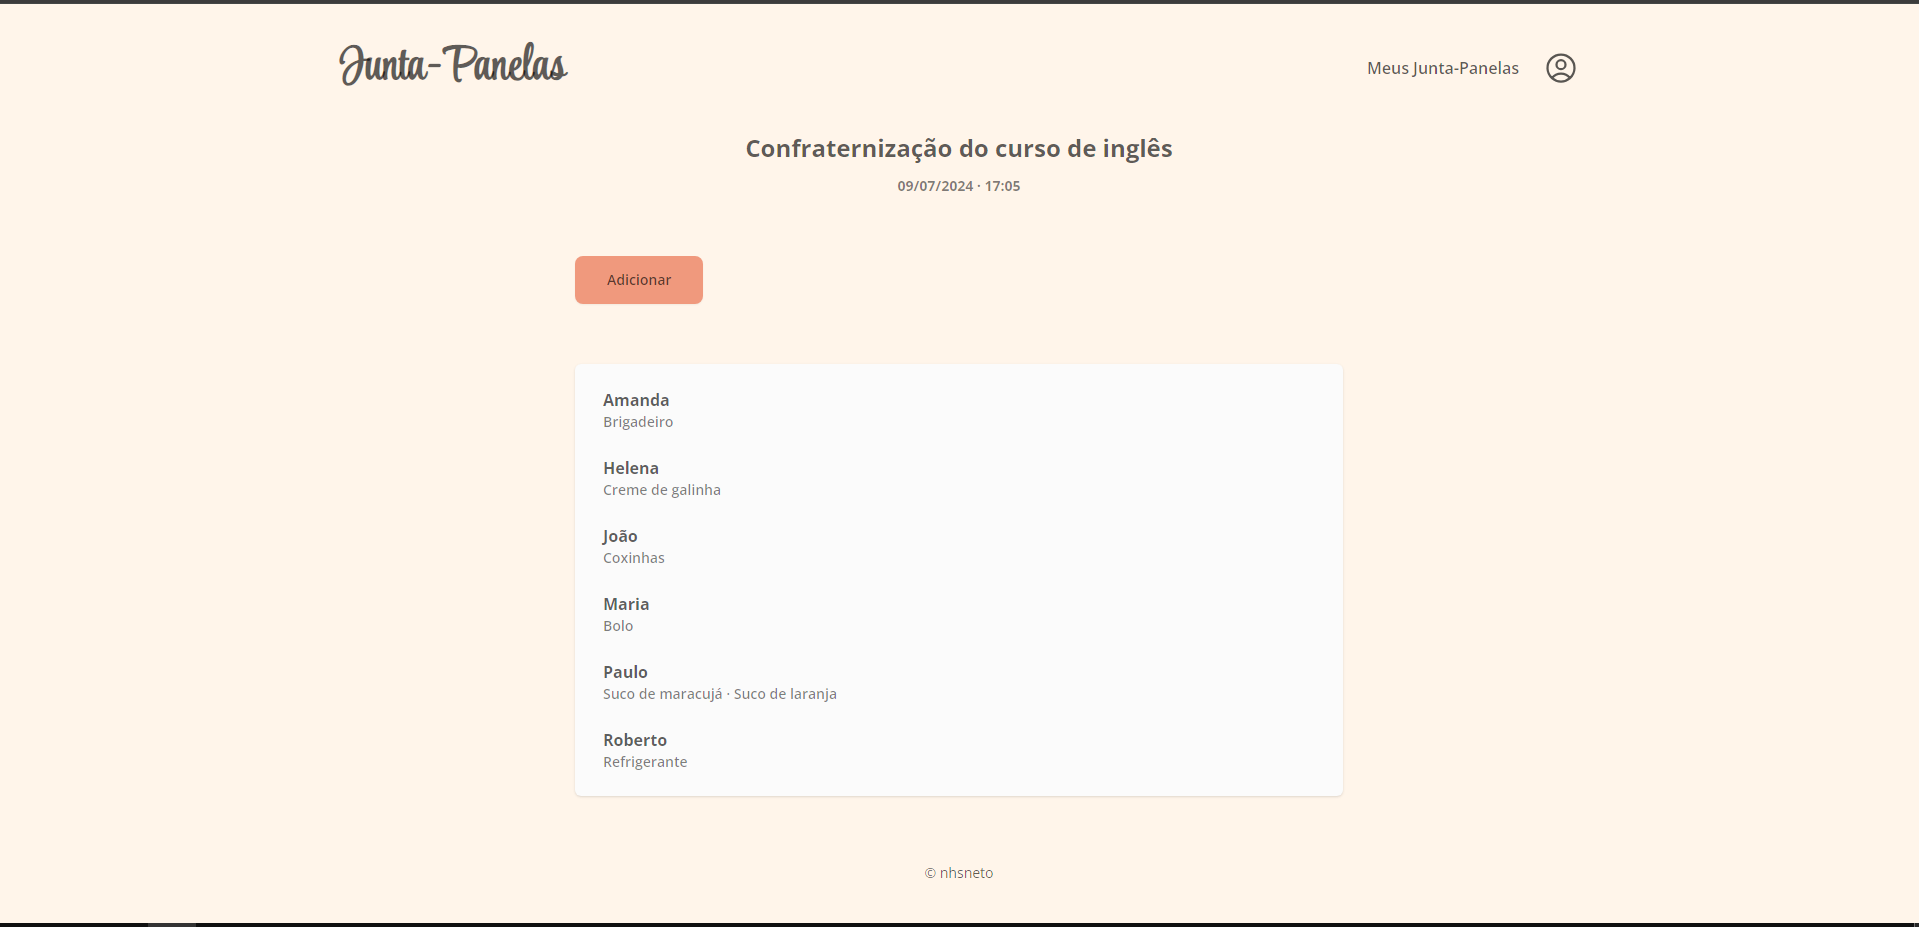 Junta-Panelas
Meus Junta-Panelas
Confraternização do curso de inglês
09/07/2024 · 17:05
Adicionar
Amanda
Brigadeiro
Helena
Creme de galinha
João
Coxinhas
Maria
Bolo
Paulo
Suco de maracujá · Suco de laranja
Roberto
Refrigerante
© nhsneto